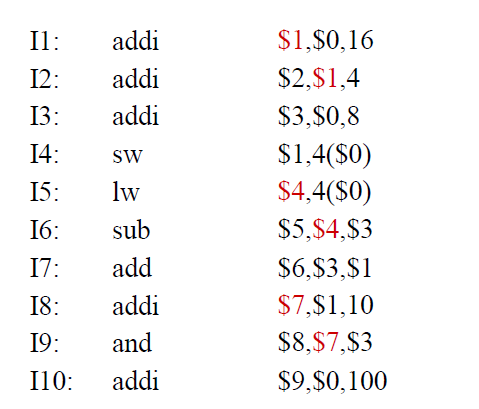 I1: addi $1,$0,16
I2: addi $2,$1,4
I3: addi $3,$0,8
I4: sw $1,4($0)
I5: lw $4,4($0)
I6: sub $5,$4,$3
I7: add $6,$3,$1
I8: addi $7,$1,10
I9: and $8,$7,$3
I10: addi $9,$0,100